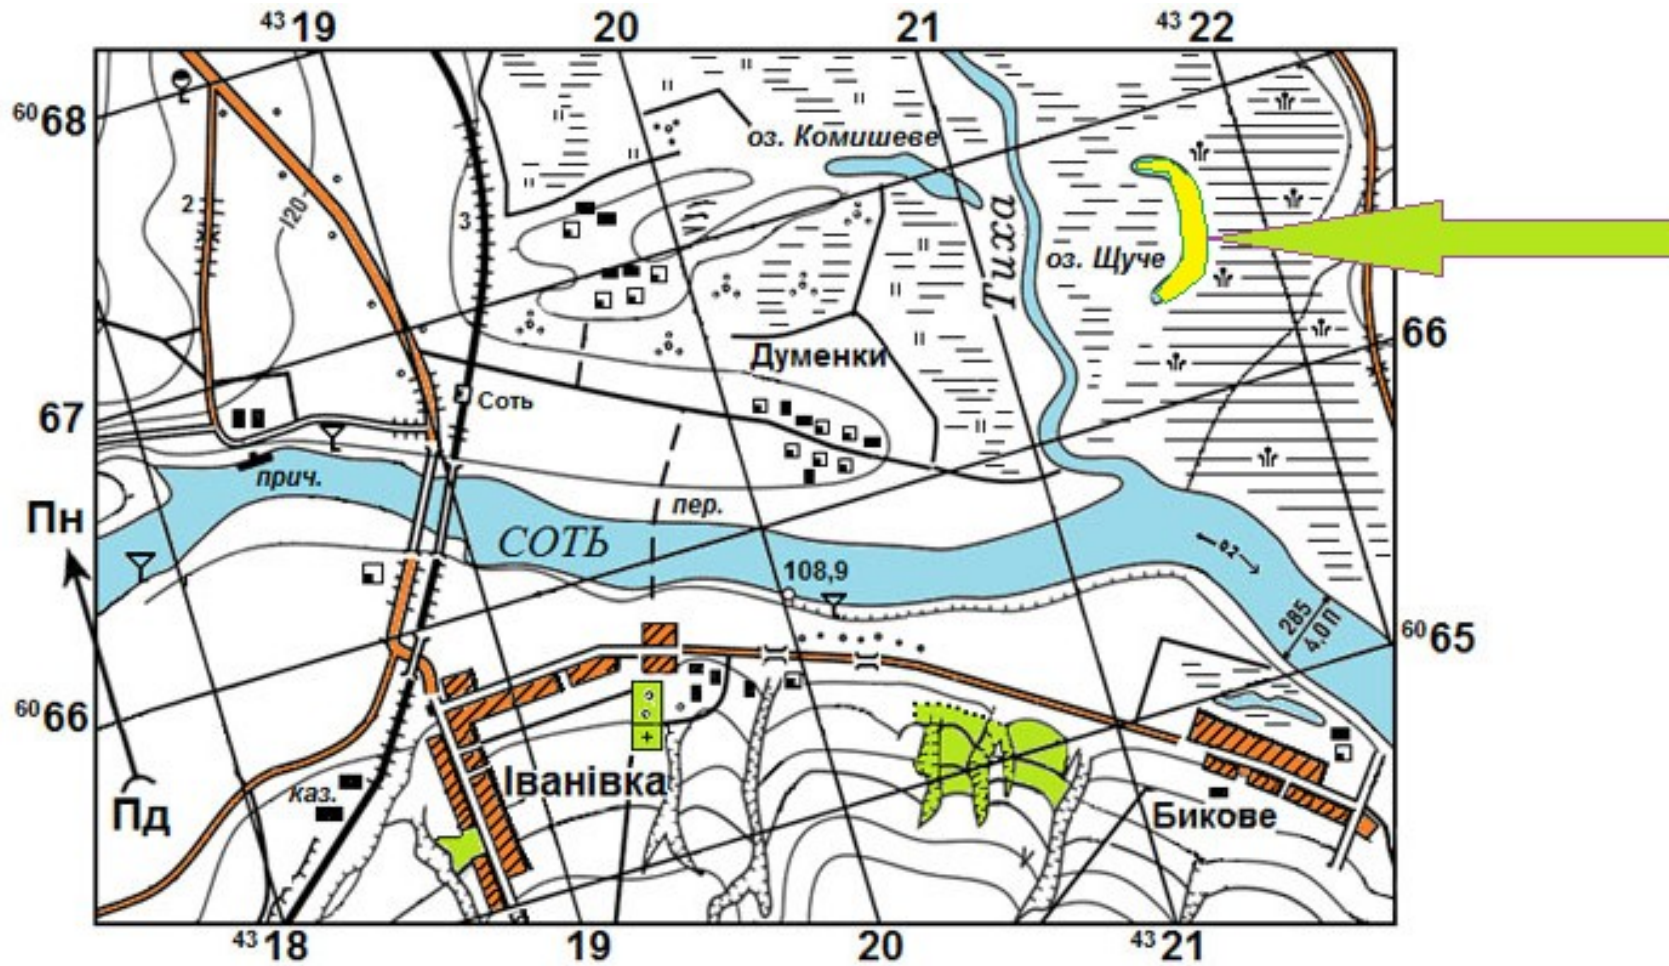 43 19 20 21 43 22
60 68
оз. Комишеве
2
120
3
Тиха
оз. Щуче
66
Думенки
Соть
67
прич.
пер.
Пн
СОТЬ
0,2
108,9
285
4,0 П
60 65
60 66
Іванівка
каз.
Пд
Бикове
43 18 19 20 43 21